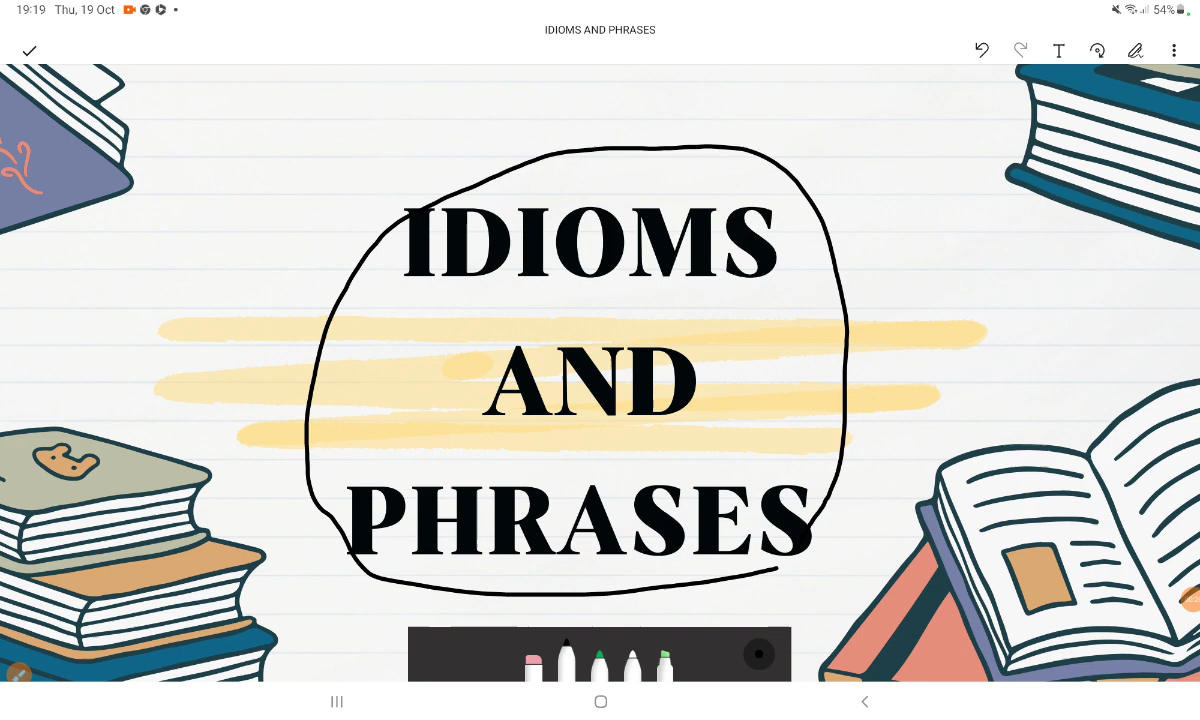 19:19 Thu, 19 Oct
54%
IDIOMS AND PHRASES
T
IDIOMS
AND
PHRASES